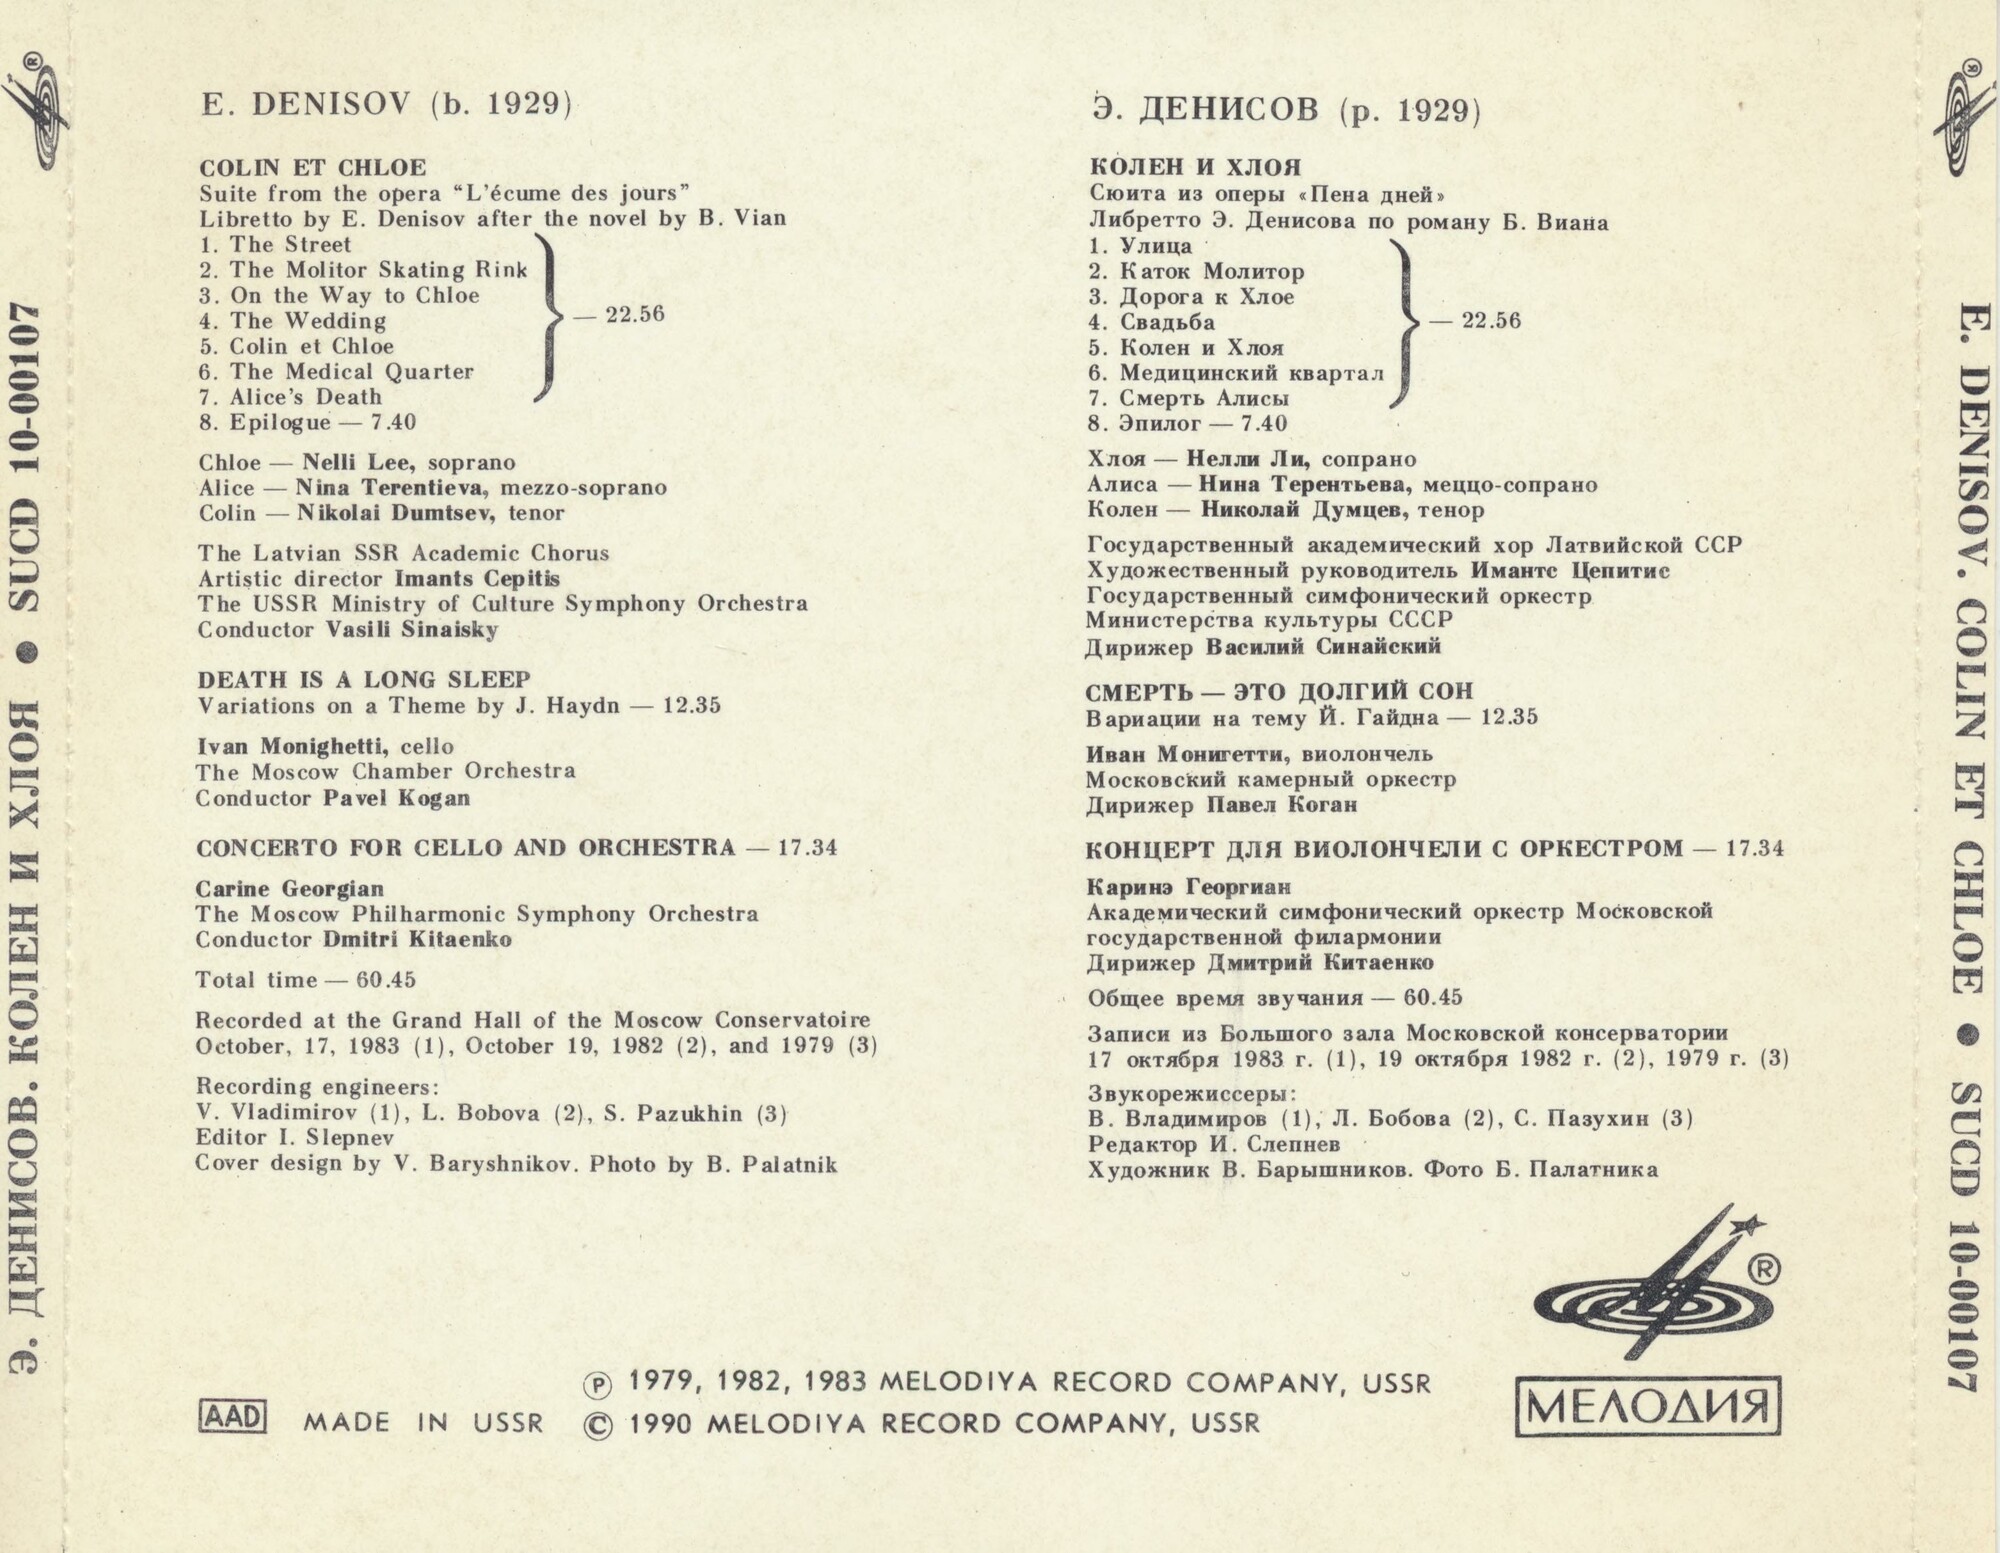 Э. ДЕНИСОВ. КОЛЕН И ХЛОЯ • SUCD 10-00107
E. DENISOV (b. 1929)
COLIN ET CHLOE
Suite from the opera “L'écume des jours”
Libretto by E. Denisov after the novel by B. Vian
1. The Street
2. The Molitor Skating Rink
3. On the Way to Chloe
4. The Wedding
5. Colin et Chloe
6. The Medical Quarter
7. Alice's Death
— 22.56
8. Epilogue — 7.40
Chloe — Nelli Lee, soprano
Alice — Nina Terentieva, mezzo-soprano
Colin — Nikolai Dumtsev, tenor
The Latvian SSR Academic Chorus
Artistic director Imants Cepitis
The USSR Ministry of Culture Symphony Orchestra
Conductor Vasili Sinaisky
DEATH IS A LONG SLEEP
Variations on a Theme by J. Haydn — 12.35
Ivan Monighetti, cello
The Moscow Chamber Orchestra
Conductor Pavel Kogan
CONCERTO FOR CELLO AND ORCHESTRA — 17.34
Carine Georgian
The Moscow Philharmonic Symphony Orchestra
Conductor Dmitri Kitaenko
Total time — 60.45
Recorded at the Grand Hall of the Moscow Conservatoire
October, 17, 1983 (1), October 19, 1982 (2), and 1979 (3)
Recording engineers:
V. Vladimirov (1), L. Bobova (2), S. Pazukhin (3)
Editor I. Slepnev
Cover design by V. Baryshnikov. Photo by B. Palatnik
Э. ДЕНИСОВ (р. 1929)
КОЛЕН И ХЛОЯ
Сюита из оперы «Пена дней»
Либретто Э. Денисова по роману Б. Виана
1. Улица
2. Каток Молитор
3. Дорога к Хлое
4. Свадьба
5. Колен и Хлоя
6. Медицинский квартал
7. Смерть Алисы
— 22.56
8. Эпилог — 7.40
Хлоя — Нелли Ли, сопрано
Алиса — Нина Терентьева, меццо-сопрано
Колен — Николай Думцев, тенор
Государственный академический хор Латвийской ССР
Художественный руководитель Имантс Цепитис
Государственный симфонический оркестр
Министерства культуры СССР
Дирижер Василий Синайский
СМЕРТЬ — ЭТО ДОЛГИЙ СОН
Вариации на тему Й. Гайдна — 12.35
Иван Монигетти, виолончель
Московский камерный оркестр
Дирижер Павел Коган
КОНЦЕРТ ДЛЯ ВИОЛОНЧЕЛИ С ОРКЕСТРОМ — 17.34
Каринэ Георгиан
Академический симфонический оркестр Московской
государственной филармонии
Дирижер Дмитрий Китаенко
Общее время звучания — 60.45
Записи из Большого зала Московской консерватории
17 октября 1983 г. (1), 19 октября 1982 г. (2), 1979 г. (3)
Звукорежиссеры:
В. Владимиров (1), Л. Бобова (2), С. Пазухин (3)
Редактор И. Слепнев
Художник В. Барышников. Фото Б. Палатника
®
МЕЛОДИЯ
AAD MADE IN USSR
℗ 1979, 1982, 1983 MELODIYA RECORD COMPANY, USSR
© 1990 MELODIYA RECORD COMPANY, USSR
E. DENISOV. COLIN ET CHLOE • SUCD 10-00107